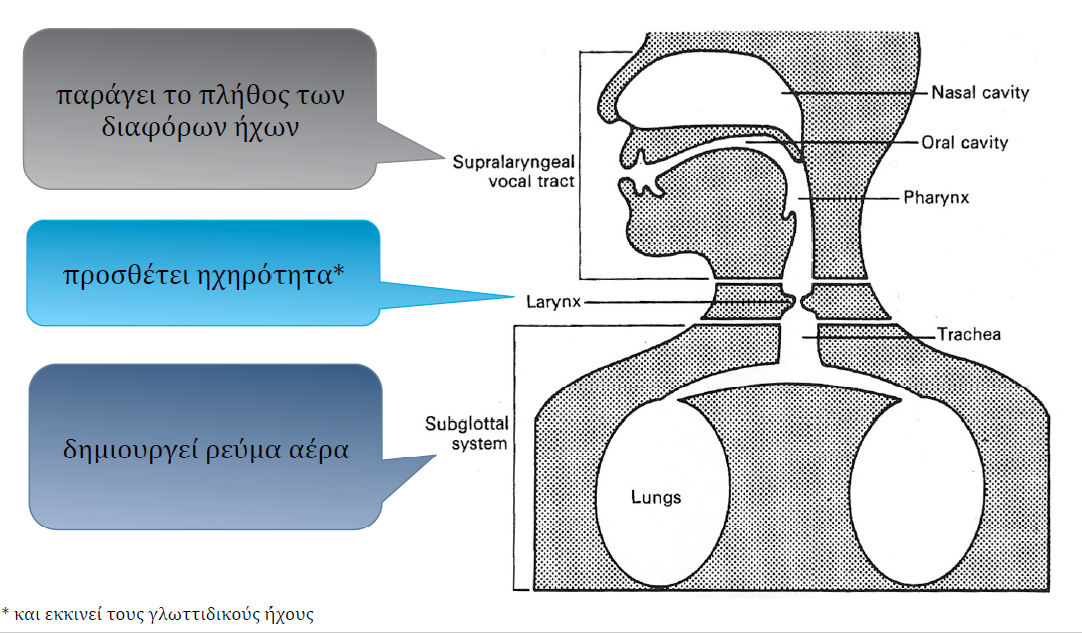 παράγει το πλήθος των
διαφόρων ήχων
προσθέτει ηχηρότητα*
δημιουργεί ρεύμα αέρα
Supralaryngeal
vocal tract
Larynx
Subglottal
system
Nasal cavity
Oral cavity
Pharynx
Trachea
Lungs
* και εκκινεί τους γλωττιδικούς ήχους